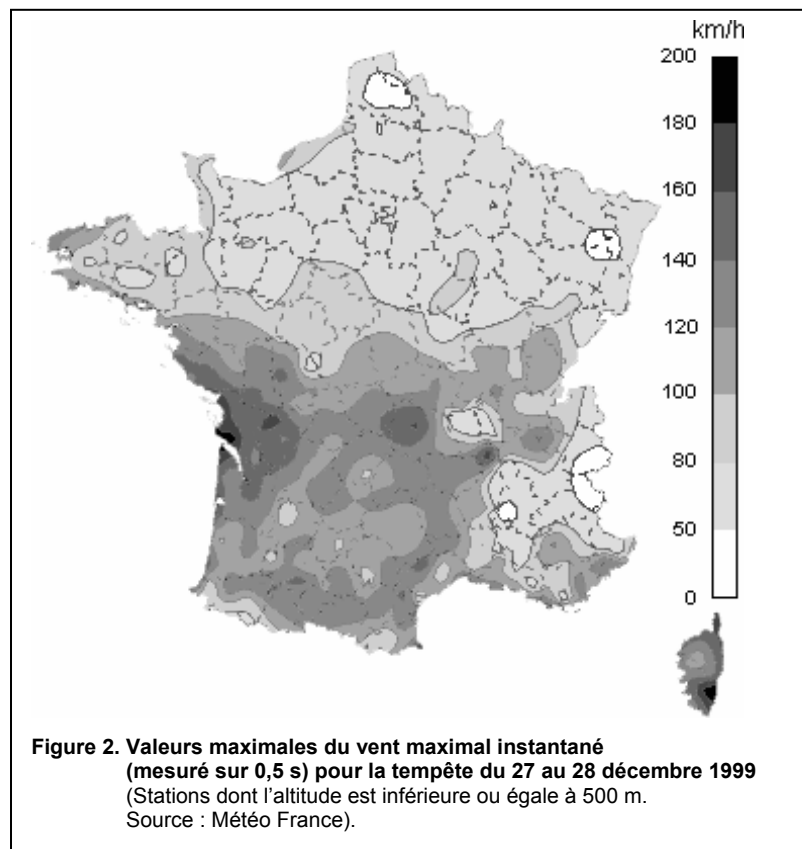 km/h
200
180
160
140
120
100
80
50
0
Figure 2. Valeurs maximales du vent maximal instantané
(mesuré sur 0,5 s) pour la tempête du 27 au 28 décembre 1999
(Stations dont l'altitude est inférieure ou égale à 500 m.
Source : Météo France).